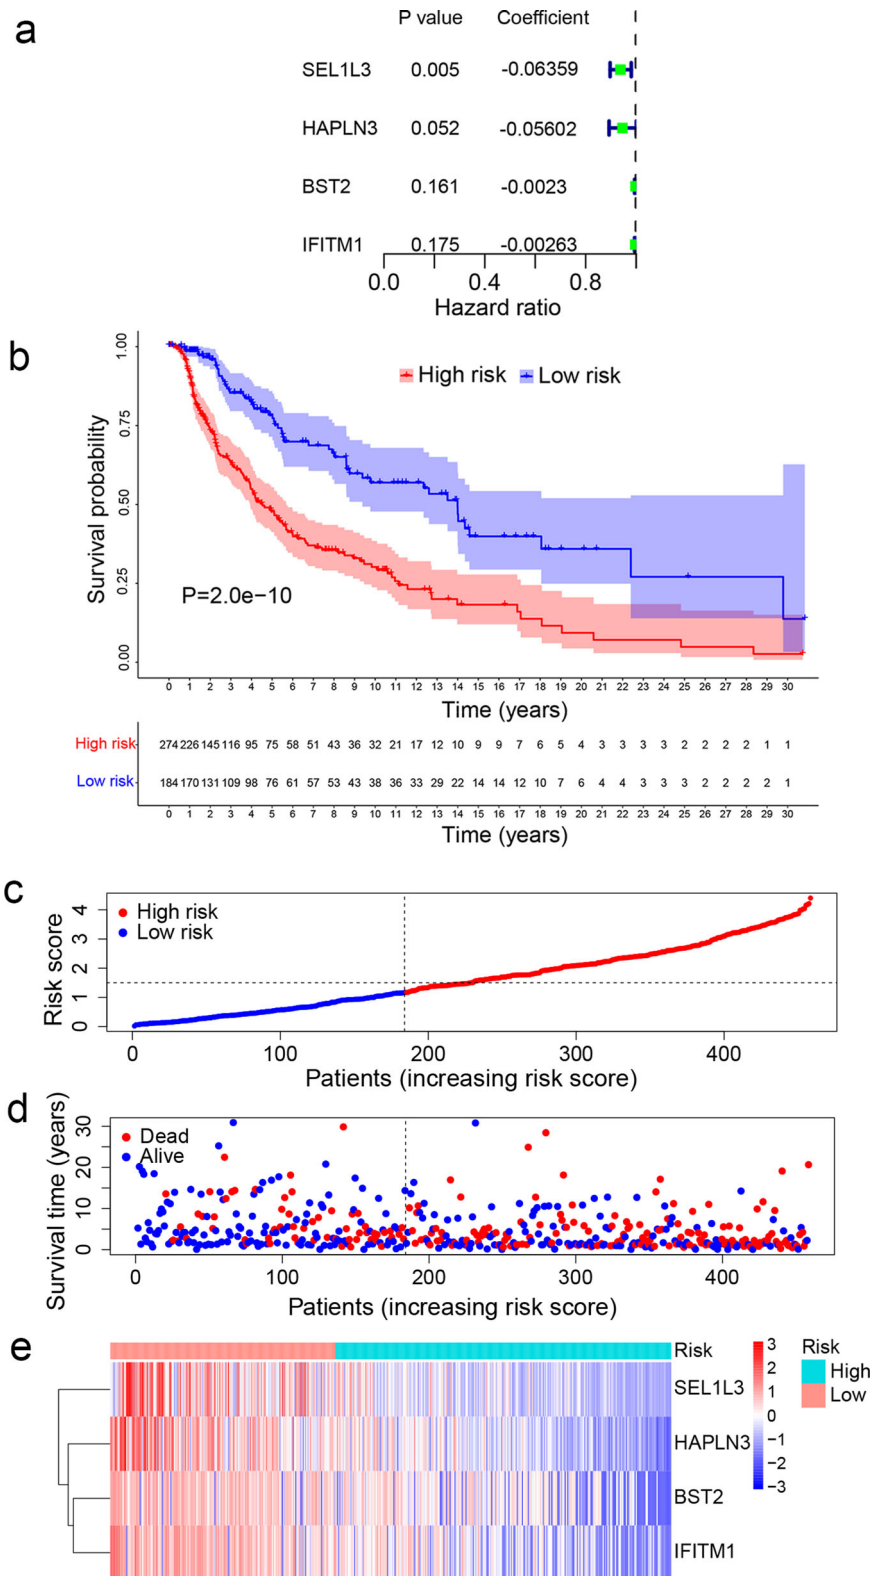 a
P value Coefficient
SEL1L3 0.005 -0.06359
HAPLN3 0.052 -0.05602
BST2 0.161 -0.0023
IFITM1 0.175 -0.00263
0.0 0.4 0.8
Hazard ratio
b
High risk Low risk
Survival probability
1.00
0.75
0.50
0.25
0.00
P=2.0e−10
0 1 2 3 4 5 6 7 8 9 10 11 12 13 14 15 16 17 18 19 20 21 22 23 24 25 26 27 28 29 30
Time (years)
High risk 274 226 145 116 95 75 58 51 43 36 32 21 17 12 10 9 9 7 6 5 4 3 3 3 3 2 2 2 2 1 1
Low risk 184 170 131 109 98 76 61 57 53 43 38 36 33 29 22 14 14 12 10 7 6 4 4 3 3 3 2 2 2 2 1
0 1 2 3 4 5 6 7 8 9 10 11 12 13 14 15 16 17 18 19 20 21 22 23 24 25 26 27 28 29 30
Time (years)
c
Risk score
4
3
2
1
0
High risk
Low risk
0 100 200 300 400
Patients (increasing risk score)
d
Survival time (years)
30
20
10
0
Dead
Alive
0 100 200 300 400
Patients (increasing risk score)
e
Risk
SEL1L3
HAPLN3
BST2
IFITM1
3
2
1
0
−1
−2
−3
Risk
High
Low